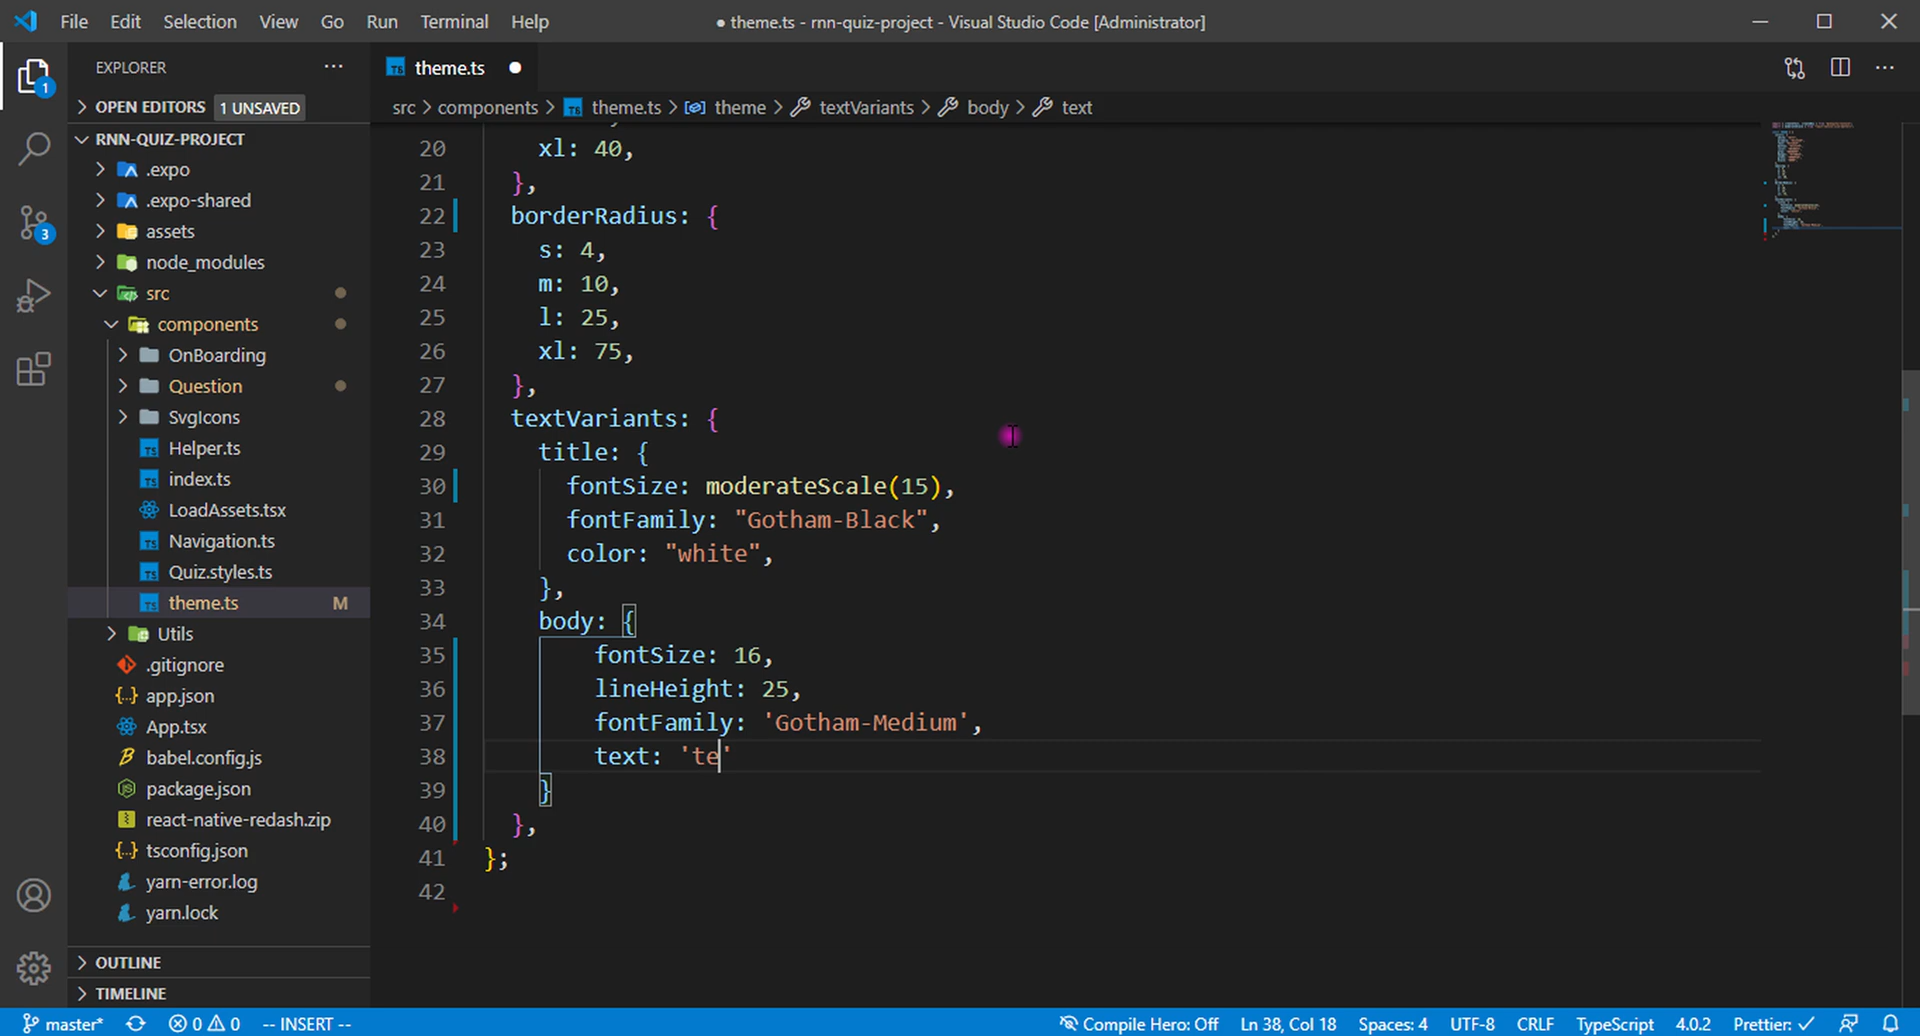 File Edit Selection View Go Run Terminal Help
● theme.ts - rnn-quiz-project - Visual Studio Code [Administrator]
EXPLORER
OPEN EDITORS 1 UNSAVED
RNN-QUIZ-PROJECT
.expo
.expo-shared
assets
node_modules
src
components
OnBoarding
Question
SvgIcons
Helper.ts
index.ts
LoadAssets.tsx
Navigation.ts
Quiz.styles.ts
theme.ts M
Utils
.gitignore
app.json
App.tsx
babel.config.js
package.json
react-native-redash.zip
tsconfig.json
yarn-error.log
yarn.lock
OUTLINE
TIMELINE
1
3
theme.ts
src > components > theme.ts > theme > textVariants > body > text
20 xl: 40,
21 },
22 borderRadius: {
23 s: 4,
24 m: 10,
25 l: 25,
26 xl: 75,
27 },
28 textVariants: {
29 title: {
30 fontSize: moderateScale(15),
31 fontFamily: "Gotham-Black",
32 color: "white",
33 },
34 body: {
35 fontSize: 16,
36 lineHeight: 25,
37 fontFamily: 'Gotham-Medium',
38 text: 'te'
39 }
40 },
41 };
42
master* 0 0 -- INSERT -- Compile Hero: Off Ln 38, Col 18 Spaces: 4 UTF-8 CRLF TypeScript 4.0.2 Prettier: ✓